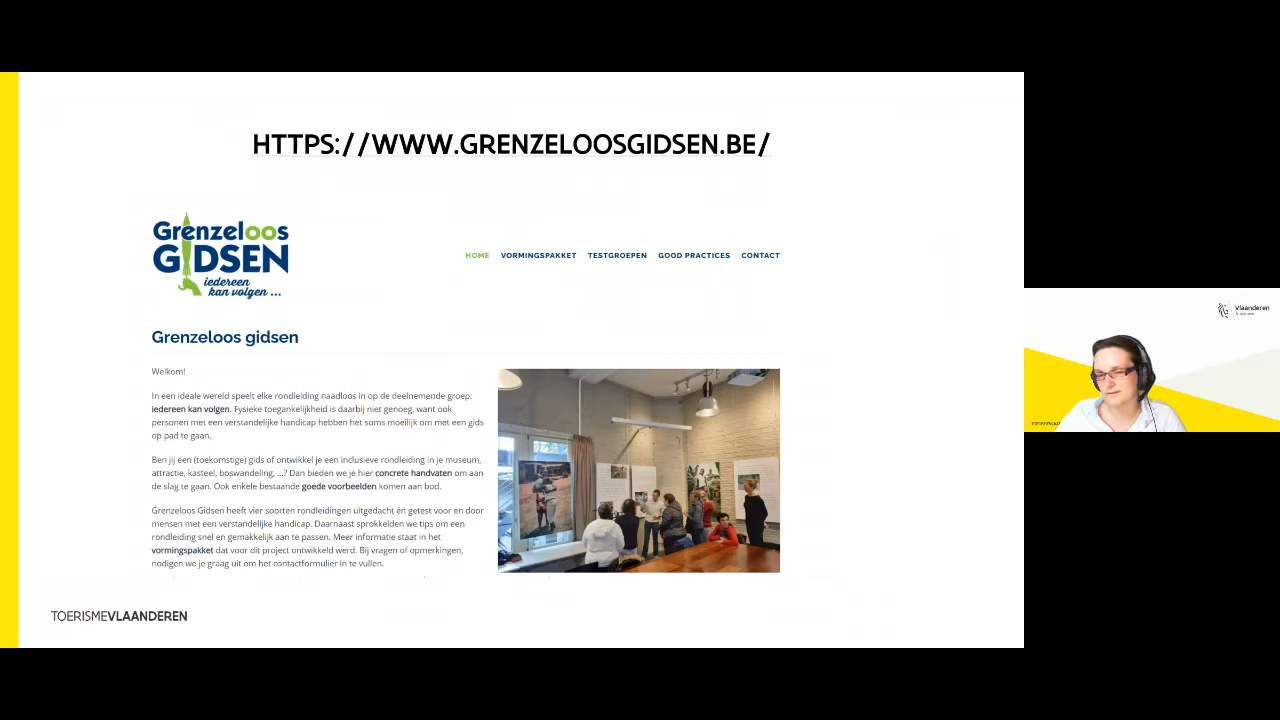 HTTPS://WWW.GRENZELOOSGIDSEN.BE/
Grenzeloos
GIDSEN
iedereen
kan volgen ...
HOME VORMINGSPAKKET TESTGROEPEN GOOD PRACTICES CONTACT
Grenzeloos gidsen
Welkom!
In een ideale wereld speelt elke rondleiding naadloos in op de deelnemende groep:
iedereen kan volgen. Fysieke toegankelijkheid is daarbij niet genoeg, want ook
personen met een verstandelijke handicap hebben het soms moeilijk om met een gids
op pad te gaan.
Ben jij een (toekomstige) gids of ontwikkel je een inclusieve rondleiding in je museum,
attractie, kasteel, boswandeling, ...? Dan bieden we je hier concrete handvaten om aan
de slag te gaan. Ook enkele bestaande goede voorbeelden komen aan bod.
Grenzeloos Gidsen heeft vier soorten rondleidingen uitgedacht én getest voor en door
mensen met een verstandelijke handicap. Daarnaast sprokkelden we tips om een
rondleiding snel en gemakkelijk aan te passen. Meer informatie staat in het
vormingspakket dat voor dit project ontwikkeld werd. Bij vragen of opmerkingen,
nodigen we je graag uit om het contactformulier in te vullen.
TOERISMEVLAANDEREN
Vlaanderen